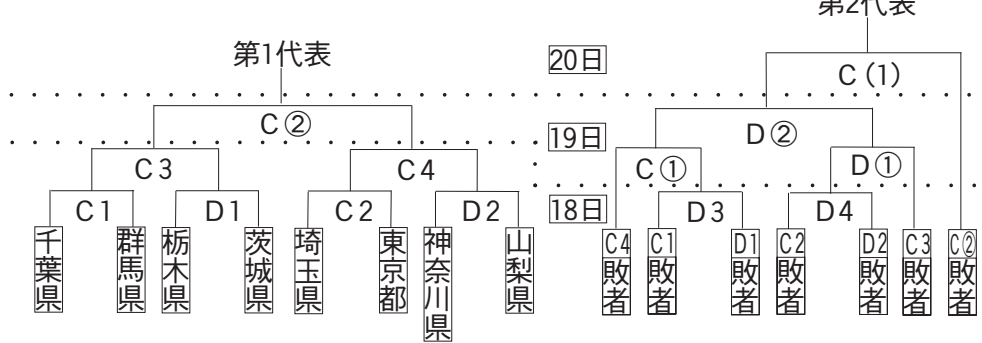 第2代表
第1代表
20日
C(1)
C②
19日
D②
C3
C4
C①
D①
18日
C1
D1
C2
D2
D3
D4
千葉県
群馬県
栃木県
茨城県
埼玉県
東京都
神奈川県
山梨県
C4敗者
C1敗者
D1敗者
C2敗者
D2敗者
C3敗者
C②敗者